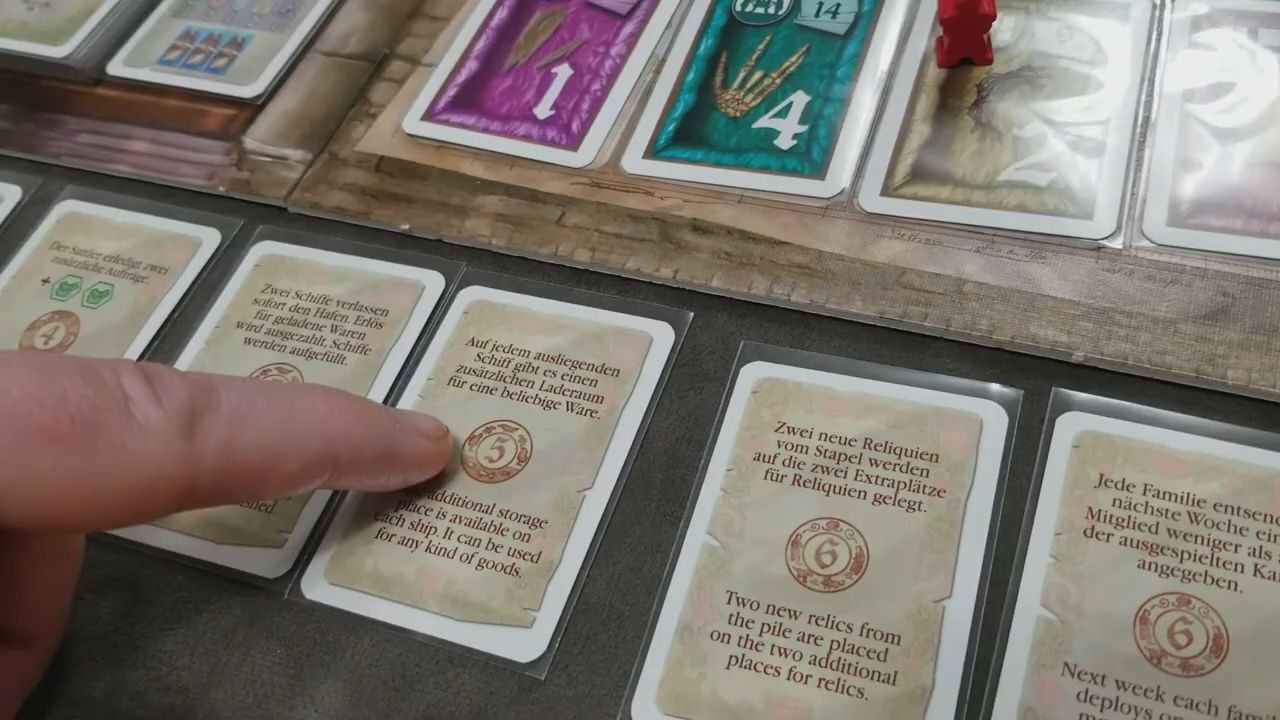 14
1
4
2
Der Sattler erledigt zwei
zusätzliche Aufträge.
+
4
Zwei Schiffe verlassen
sofort den Hafen. Erlös
für geladene Waren
wird ausgezahlt, Schiffe
werden aufgefüllt.
Auf jedem ausliegenden
Schiff gibt es einen
zusätzlichen Laderaum
für eine beliebige Ware.
5
additional storage
place is available on
each ship. It can be used
for any kind of goods.
Zwei neue Reliquien
vom Stapel werden
auf die zwei Extraplätze
für Reliquien gelegt.
6
Two new relics from
the pile are placed
on the two additional
places for relics.
Jede Familie
nächste Woche
Mitglied weniger als
der ausgespielten
angegeben.
6
Next week each
deploys